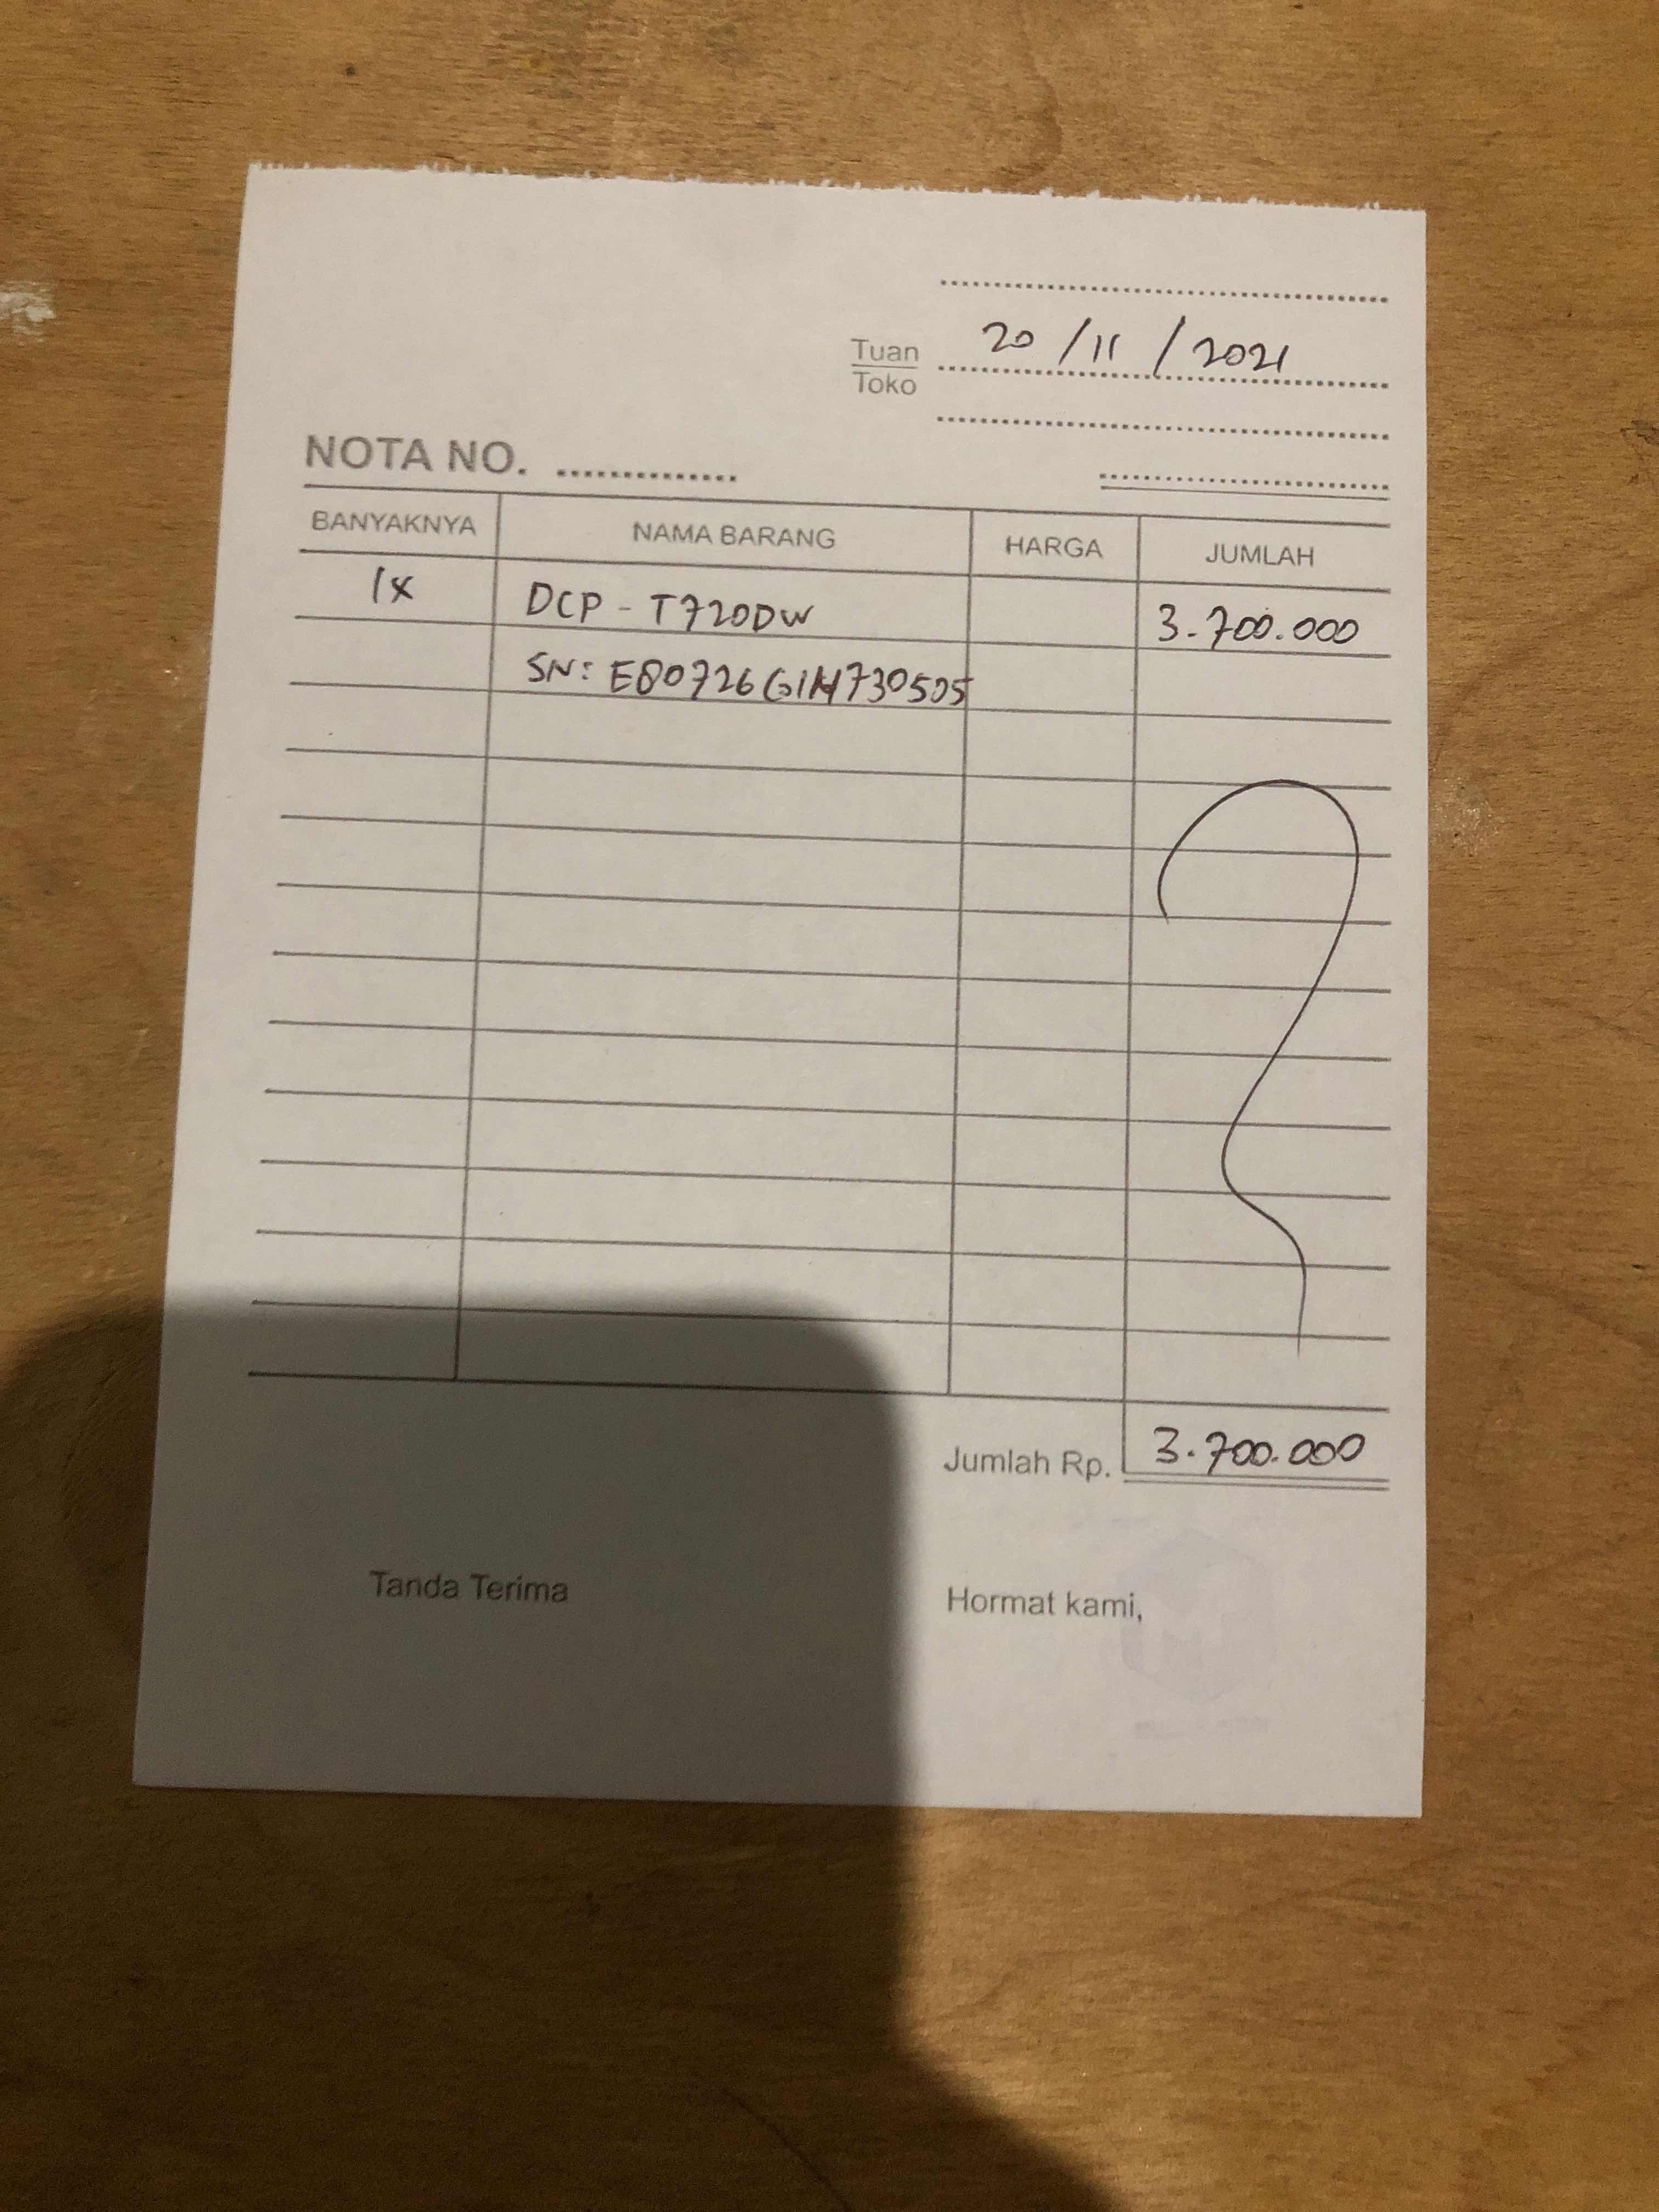 20/11/2021
Tuan
Toko
NOTA NO. ..............
BANYAKNYA NAMA BARANG HARGA JUMLAH
1x DCP - T720DW 3.700.000
SN: E80726G1H730505
Jumlah Rp. 3.700.000
Tanda Terima Hormat kami,